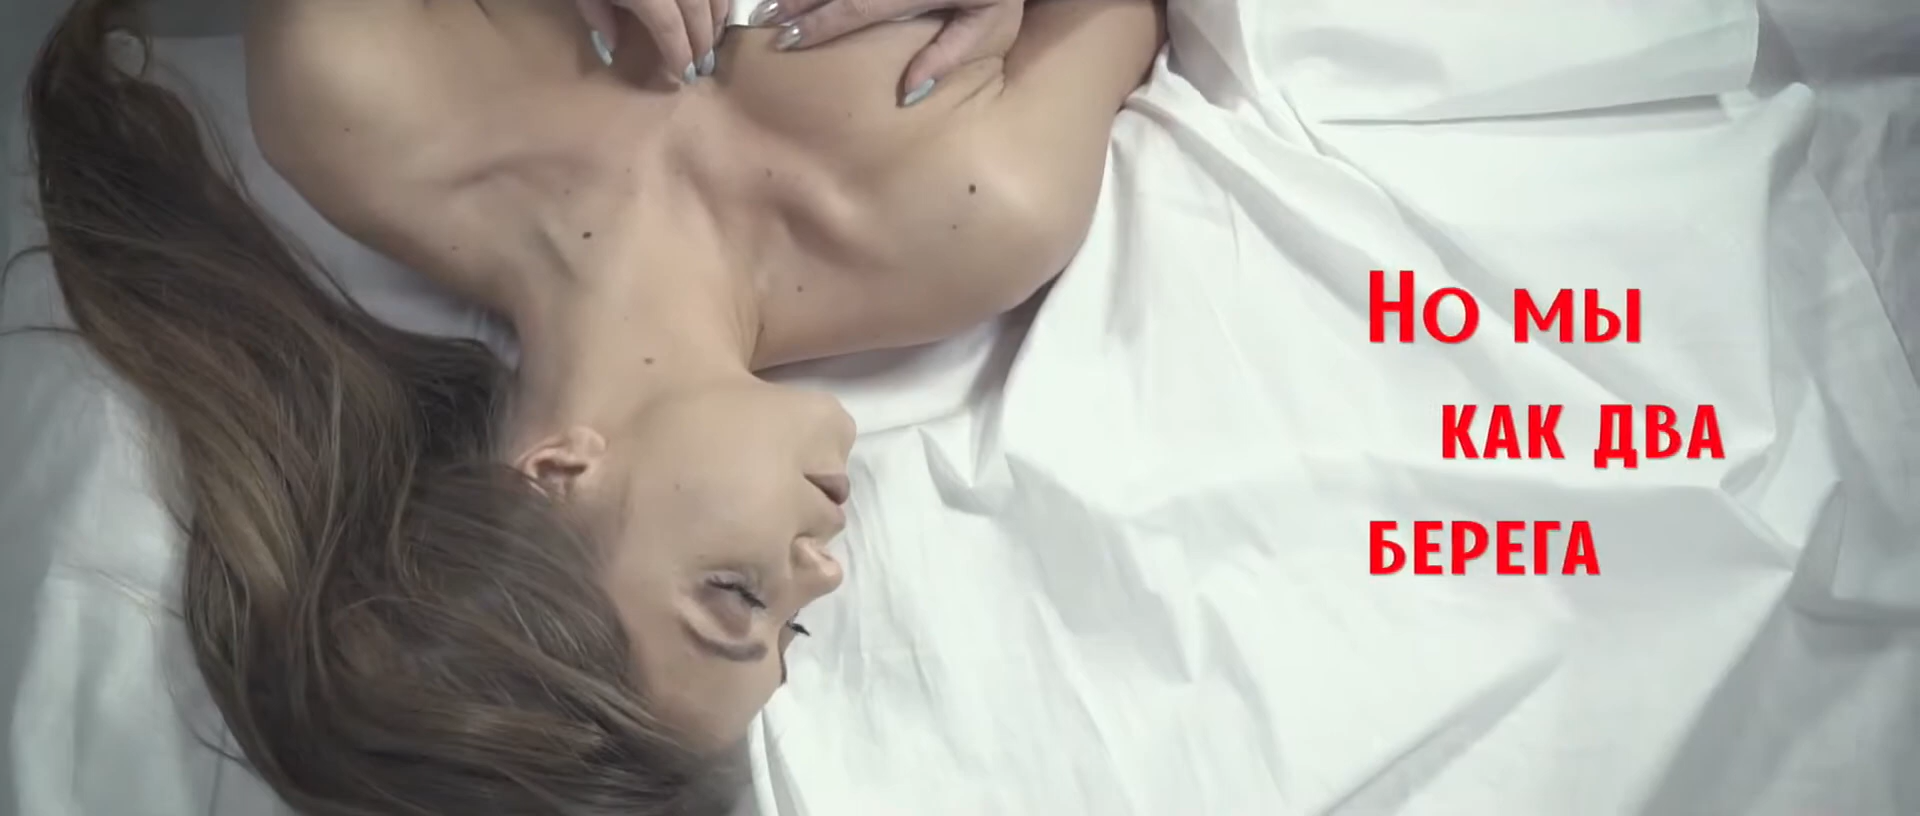 Но мы
как два
берега